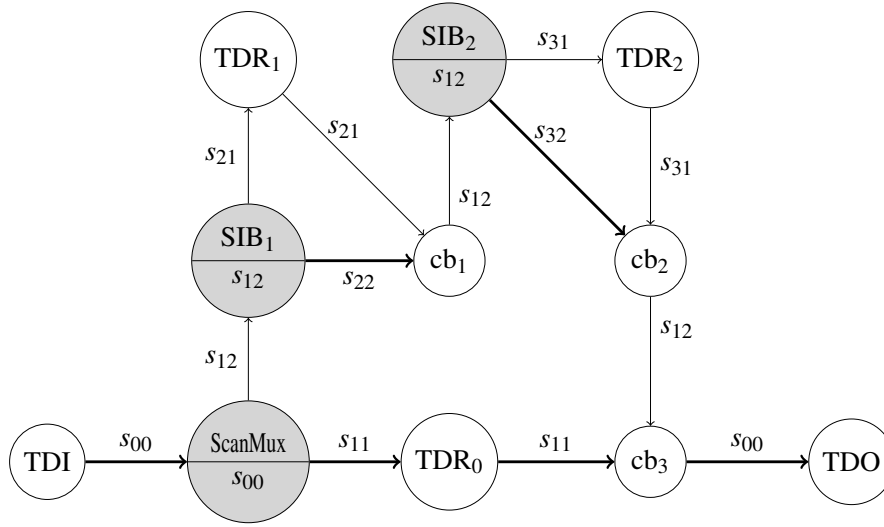 TDR₁
SIB₂
s₁₂
s₃₁
TDR₂
s₂₁
s₂₁
s₁₂
s₃₂
s₃₁
SIB₁
s₁₂
s₂₂
cb₁
cb₂
s₁₂
s₁₂
TDI
s₀₀
ScanMux
s₀₀
s₁₁
TDR₀
s₁₁
cb₃
s₀₀
TDO